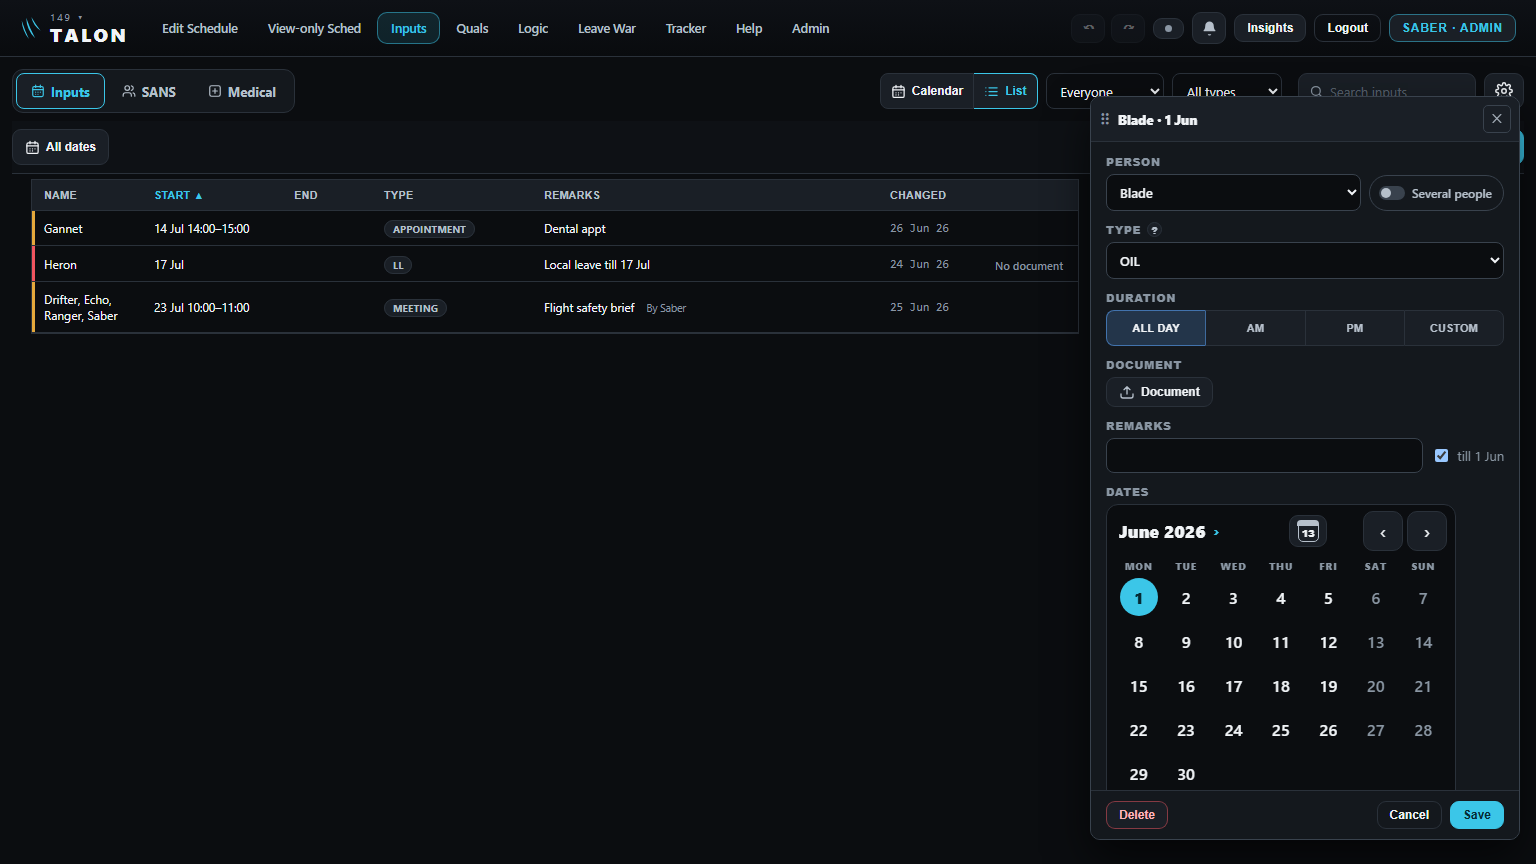 149 ▾
TALON
Edit Schedule
View-only Sched
Inputs
Quals
Logic
Leave War
Tracker
Help
Admin
Insights
Logout
SABER · ADMIN
Inputs
SANS
Medical
Calendar
List
Everyone
All types
Search inputs
All dates
NAME START ▲ END TYPE REMARKS CHANGED
Gannet 14 Jul 14:00–15:00 APPOINTMENT Dental appt 26 Jun 26
Heron 17 Jul LL Local leave till 17 Jul 24 Jun 26 No document
Drifter, Echo,
Ranger, Saber 23 Jul 10:00–11:00 MEETING Flight safety brief By Saber 25 Jun 26
Blade · 1 Jun
PERSON
Blade
Several people
TYPE ?
OIL
DURATION
ALL DAY AM PM CUSTOM
DOCUMENT
Document
REMARKS
till 1 Jun
DATES
June 2026 ›
13
‹ ›
MON TUE WED THU FRI SAT SUN
1 2 3 4 5 6 7
8 9 10 11 12 13 14
15 16 17 18 19 20 21
22 23 24 25 26 27 28
29 30
Delete
Cancel
Save